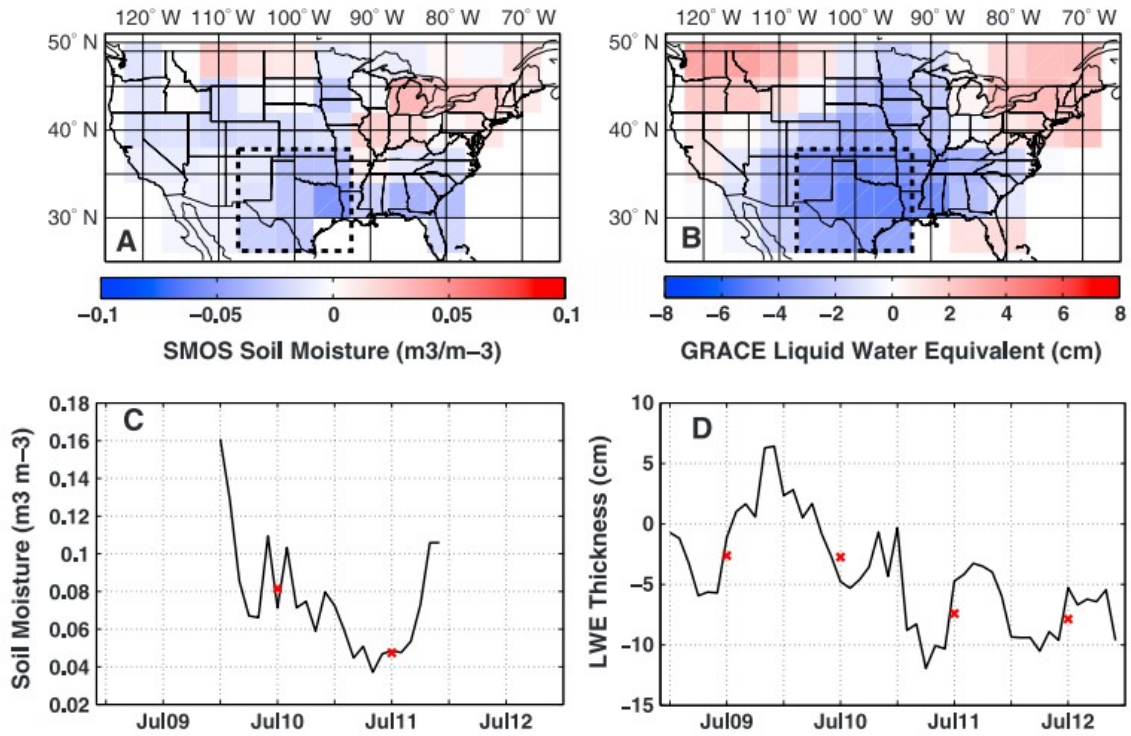 120° W 100° W 90° W 80° W 70° W
50° N
40° N
30° N
A
−0.1 −0.05 0 0.05 0.1
SMOS Soil Moisture (m3/m−3)
120° W 100° W 90° W 80° W 70° W
50° N
40° N
30° N
B
−8 −6 −4 −2 0 2 4 6 8
GRACE Liquid Water Equivalent (cm)
C
Soil Moisture (m3 m−3)
0.18
0.16
0.14
0.12
0.1
0.08
0.06
0.04
0.02
Jul09 Jul10 Jul11 Jul12
D
LWE Thickness (cm)
10
5
0
−5
−10
−15
Jul09 Jul10 Jul11 Jul12